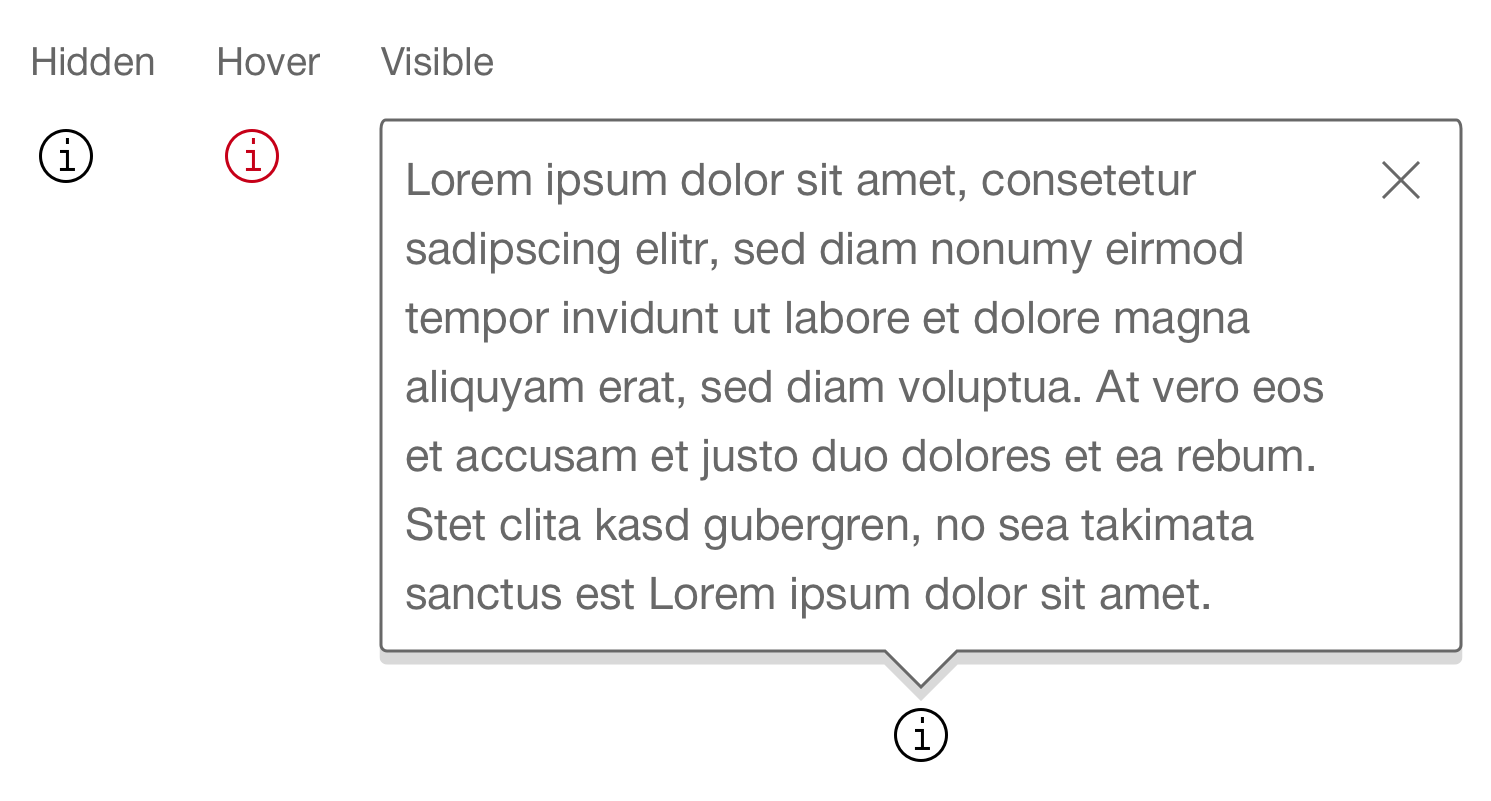 Hidden Hover Visible
i i
Lorem ipsum dolor sit amet, consetetur
sadipscing elitr, sed diam nonumy eirmod
tempor invidunt ut labore et dolore magna
aliquyam erat, sed diam voluptua. At vero eos
et accusam et justo duo dolores et ea rebum.
Stet clita kasd gubergren, no sea takimata
sanctus est Lorem ipsum dolor sit amet.
i